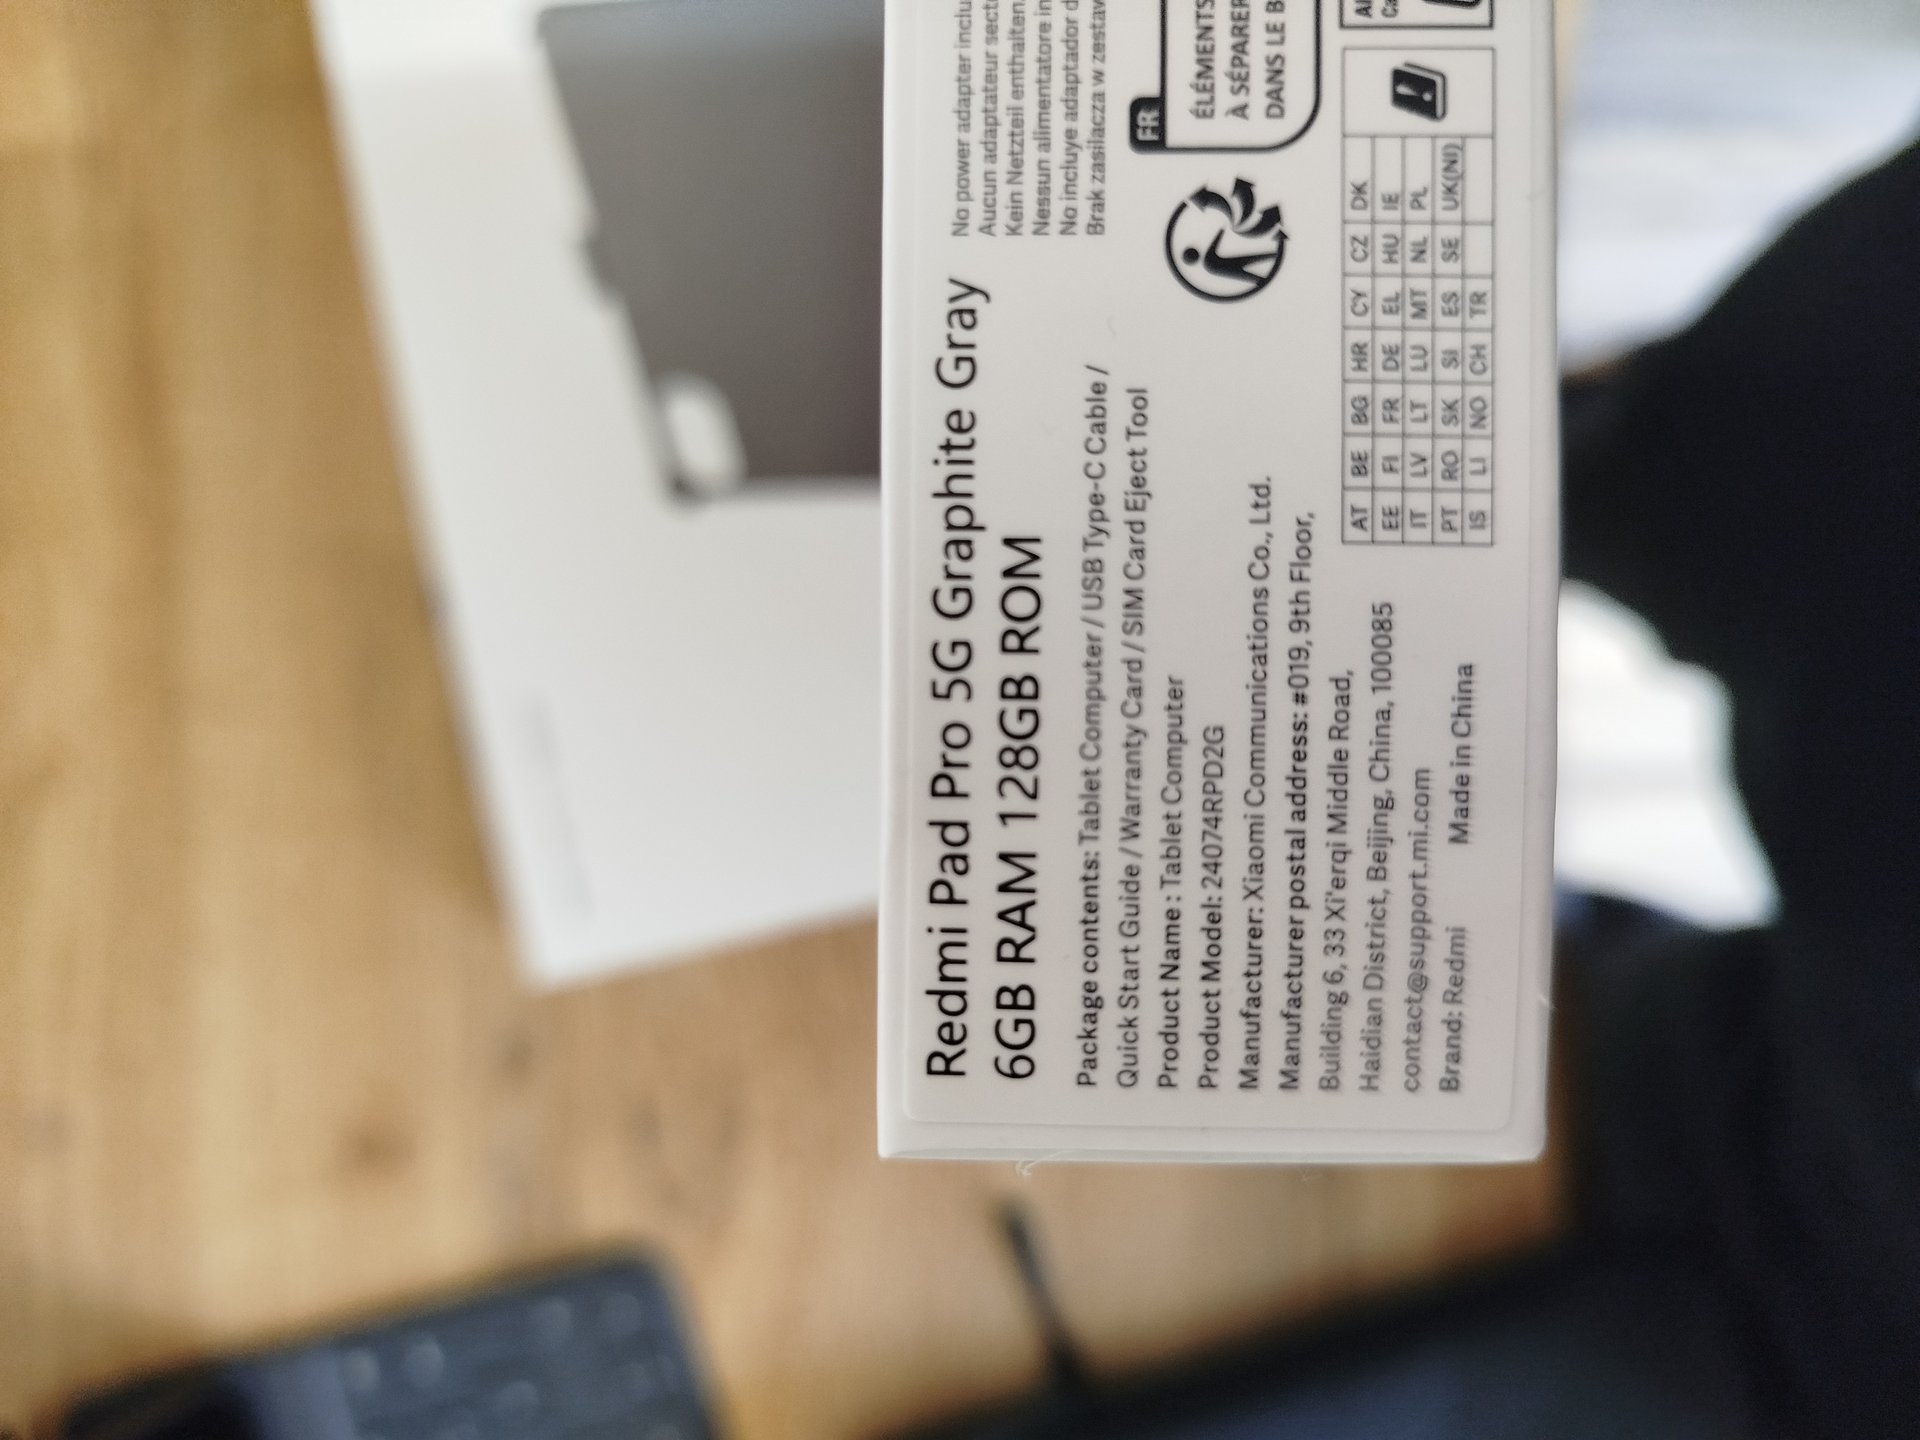 Redmi Pad Pro 5G Graphite Gray
6GB RAM 128GB ROM
Package contents: Tablet Computer / USB Type-C Cable /
Quick Start Guide / Warranty Card / SIM Card Eject Tool
Product Name : Tablet Computer
Product Model: 24074RPD2G
Manufacturer: Xiaomi Communications Co., Ltd.
Manufacturer postal address: #019, 9th Floor,
Building 6, 33 Xi'erqi Middle Road,
Haidian District, Beijing, China, 100085
contact@support.mi.com
Brand: Redmi Made in China
No power adapter
Aucun adaptateur
Kein Netzteil enthalten.
Nessun alimentatore
No incluye adaptador
Brak zasilacza w
FR
ÉLÉMENTS
À SÉPARER
DANS LE
AT BE BG HR CY CZ DK
EE FI FR DE EL HU IE
IT LV LT LU MT NL PL
PT RO SK SI ES SE UK(NI)
IS LI NO CH TR